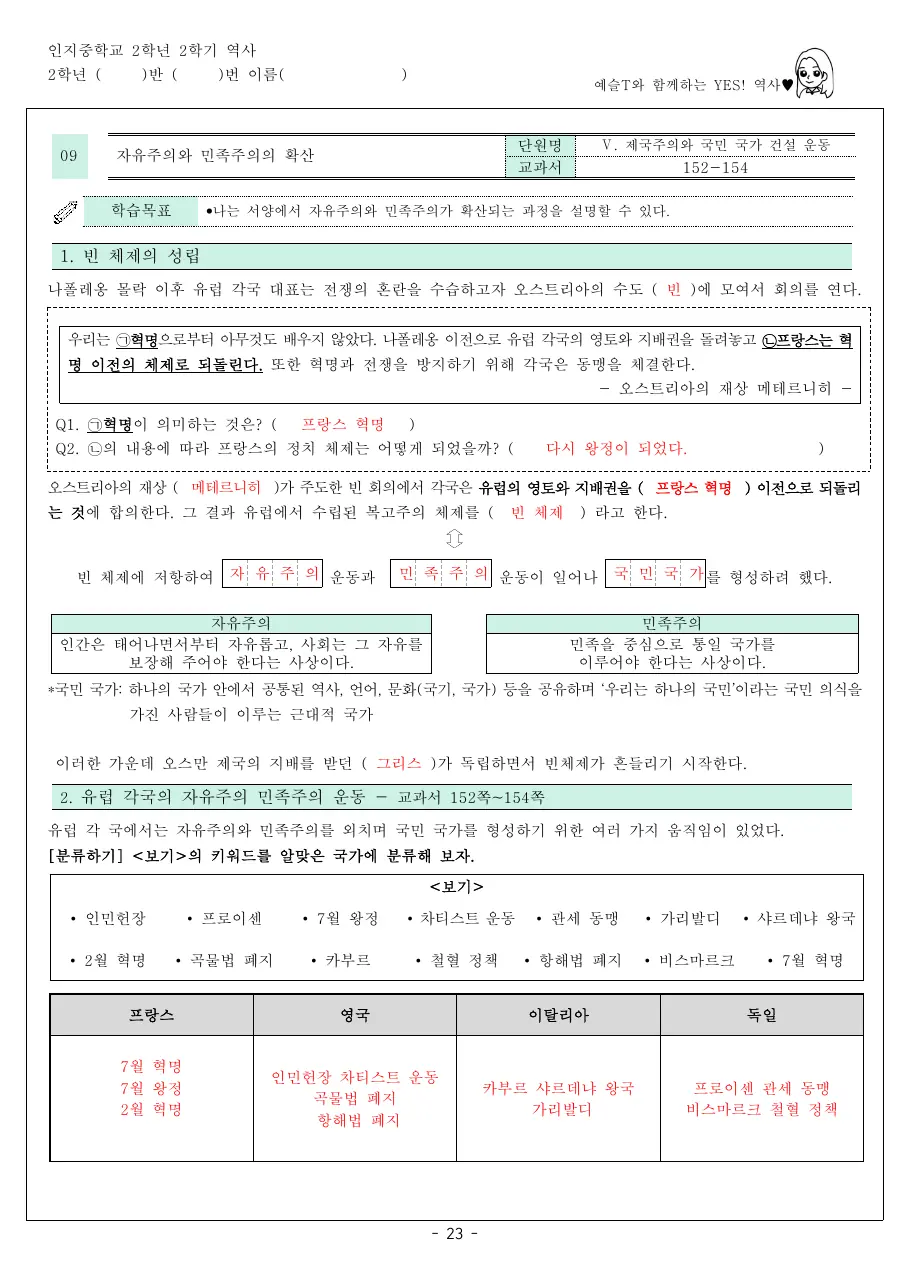 인지중학교 2학년 2학기 역사
2학년 (     )반 (     )번 이름(               )
예슬T와 함께하는 YES! 역사♥
09
자유주의와 민족주의의 확산
단원명
Ⅴ. 제국주의와 국민 국가 건설 운동
교과서
152-154
학습목표
•나는 서양에서 자유주의와 민족주의가 확산되는 과정을 설명할 수 있다.
1. 빈 체제의 성립
나폴레옹 몰락 이후 유럽 각국 대표는 전쟁의 혼란을 수습하고자 오스트리아의 수도 ( 빈 )에 모여서 회의를 연다.
우리는 ㉠혁명으로부터 아무것도 배우지 않았다. 나폴레옹 이전으로 유럽 각국의 영토와 지배권을 돌려놓고 ㉡프랑스는 혁
명 이전의 체제로 되돌린다. 또한 혁명과 전쟁을 방지하기 위해 각국은 동맹을 체결한다.
- 오스트리아의 재상 메테르니히 -
Q1. ㉠혁명이 의미하는 것은? ( 프랑스 혁명 )
Q2. ㉡의 내용에 따라 프랑스의 정치 체제는 어떻게 되었을까? ( 다시 왕정이 되었다. )
오스트리아의 재상 ( 메테르니히 )가 주도한 빈 회의에서 각국은 유럽의 영토와 지배권을 ( 프랑스 혁명 ) 이전으로 되돌리
는 것에 합의한다. 그 결과 유럽에서 수립된 복고주의 체제를 ( 빈 체제 ) 라고 한다.
빈 체제에 저항하여 자 유 주 의 운동과 민 족 주 의 운동이 일어나 국 민 국 가를 형성하려 했다.
자유주의
인간은 태어나면서부터 자유롭고, 사회는 그 자유를
보장해 주어야 한다는 사상이다.
민족주의
민족을 중심으로 통일 국가를
이루어야 한다는 사상이다.
*국민 국가: 하나의 국가 안에서 공통된 역사, 언어, 문화(국기, 국가) 등을 공유하며 ‘우리는 하나의 국민’이라는 국민 의식을
가진 사람들이 이루는 근대적 국가
이러한 가운데 오스만 제국의 지배를 받던 ( 그리스 )가 독립하면서 빈체제가 흔들리기 시작한다.
2. 유럽 각국의 자유주의 민족주의 운동 - 교과서 152쪽~154쪽
유럽 각 국에서는 자유주의와 민족주의를 외치며 국민 국가를 형성하기 위한 여러 가지 움직임이 있었다.
[분류하기] <보기>의 키워드를 알맞은 국가에 분류해 보자.
<보기>
• 인민헌장 • 프로이센 • 7월 왕정 • 차티스트 운동 • 관세 동맹 • 가리발디 • 샤르데냐 왕국
• 2월 혁명 • 곡물법 폐지 • 카부르 • 철혈 정책 • 항해법 폐지 • 비스마르크 • 7월 혁명
프랑스
영국
이탈리아
독일
7월 혁명
7월 왕정
2월 혁명
인민헌장 차티스트 운동
곡물법 폐지
항해법 폐지
카부르 샤르데냐 왕국
가리발디
프로이센 관세 동맹
비스마르크 철혈 정책
- 23 -